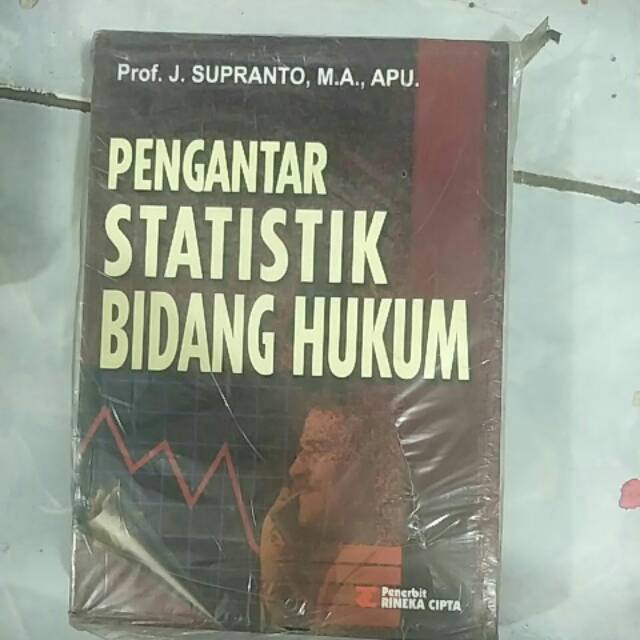 Prof. J. SUPRANTO, M.A., APU.
PENGANTAR
STATISTIK
BIDANG HUKUM
Penerbit
RINEKA CIPTA